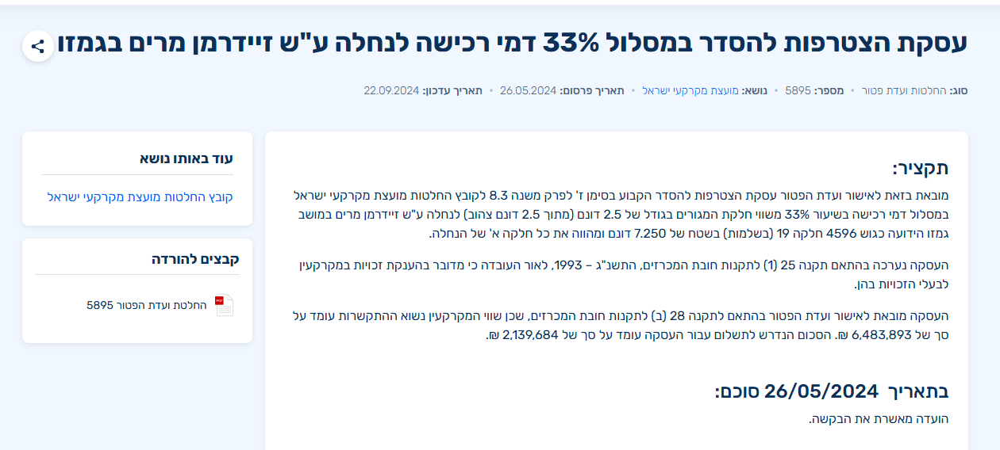 עסקת הצטרפות להסדר במסלול 33% דמי רכישה לנחלה ע"ש זיידרמן מרים בגמזו
סוג: החלטות ועדת פטור • מספר: 5895 • נושא: מועצת מקרקעי ישראל • תאריך פרסום: 26.05.2024 • תאריך עדכון: 22.09.2024
תקציר:
מובאת בזאת לאישור ועדת הפטור עסקת הצטרפות להסדר הקבוע בסימן ז' לפרק משנה 8.3 לקובץ החלטות מועצת מקרקעי ישראל
במסלול דמי רכישה בשיעור 33% משווי חלקת המגורים בגודל של 2.5 דונם (מתוך 2.5 דונם צהוב) לנחלה ע"ש זיידרמן מרים במושב
גמזו הידועה כגוש 4596 חלקה 19 (בשלמות) בשטח של 7.250 דונם ומהווה את כל חלקה א' של הנחלה.
העסקה נערכה בהתאם תקנה 25 (1) לתקנות חובת המכרזים, התשנ"ג – 1993, לאור העובדה כי מדובר בהענקת זכויות במקרקעין
לבעלי הזכויות בהן.
העסקה מובאת לאישור ועדת הפטור בהתאם לתקנה 28 (ב) לתקנות חובת המכרזים, שכן שווי המקרקעין נשוא ההתקשרות עומד על
סך של 6,483,893 ₪. הסכום הנדרש לתשלום עבור העסקה עומד על סך של 2,139,684 ₪.
בתאריך 26/05/2024 סוכם:
הועדה מאשרת את הבקשה.
עוד באותו נושא
קובץ החלטות מועצת מקרקעי ישראל
קבצים להורדה
PDF
החלטת ועדת הפטור 5895